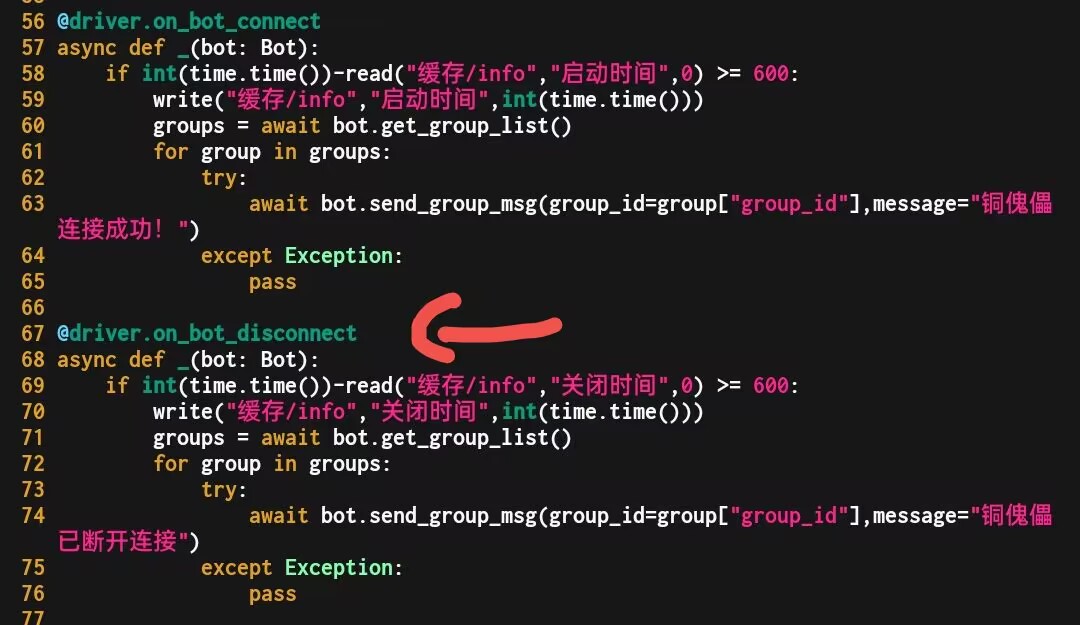 56 @driver.on_bot_connect
57 async def _(bot: Bot):
58     if int(time.time())-read("缓存/info","启动时间",0) >= 600:
59         write("缓存/info","启动时间",int(time.time()))
60         groups = await bot.get_group_list()
61         for group in groups:
62             try:
63                 await bot.send_group_msg(group_id=group["group_id"],message="铜傀儡
连接成功！")
64             except Exception:
65                 pass
66
67 @driver.on_bot_disconnect
68 async def _(bot: Bot):
69     if int(time.time())-read("缓存/info","关闭时间",0) >= 600:
70         write("缓存/info","关闭时间",int(time.time()))
71         groups = await bot.get_group_list()
72         for group in groups:
73             try:
74                 await bot.send_group_msg(group_id=group["group_id"],message="铜傀儡
已断开连接")
75             except Exception:
76                 pass
77